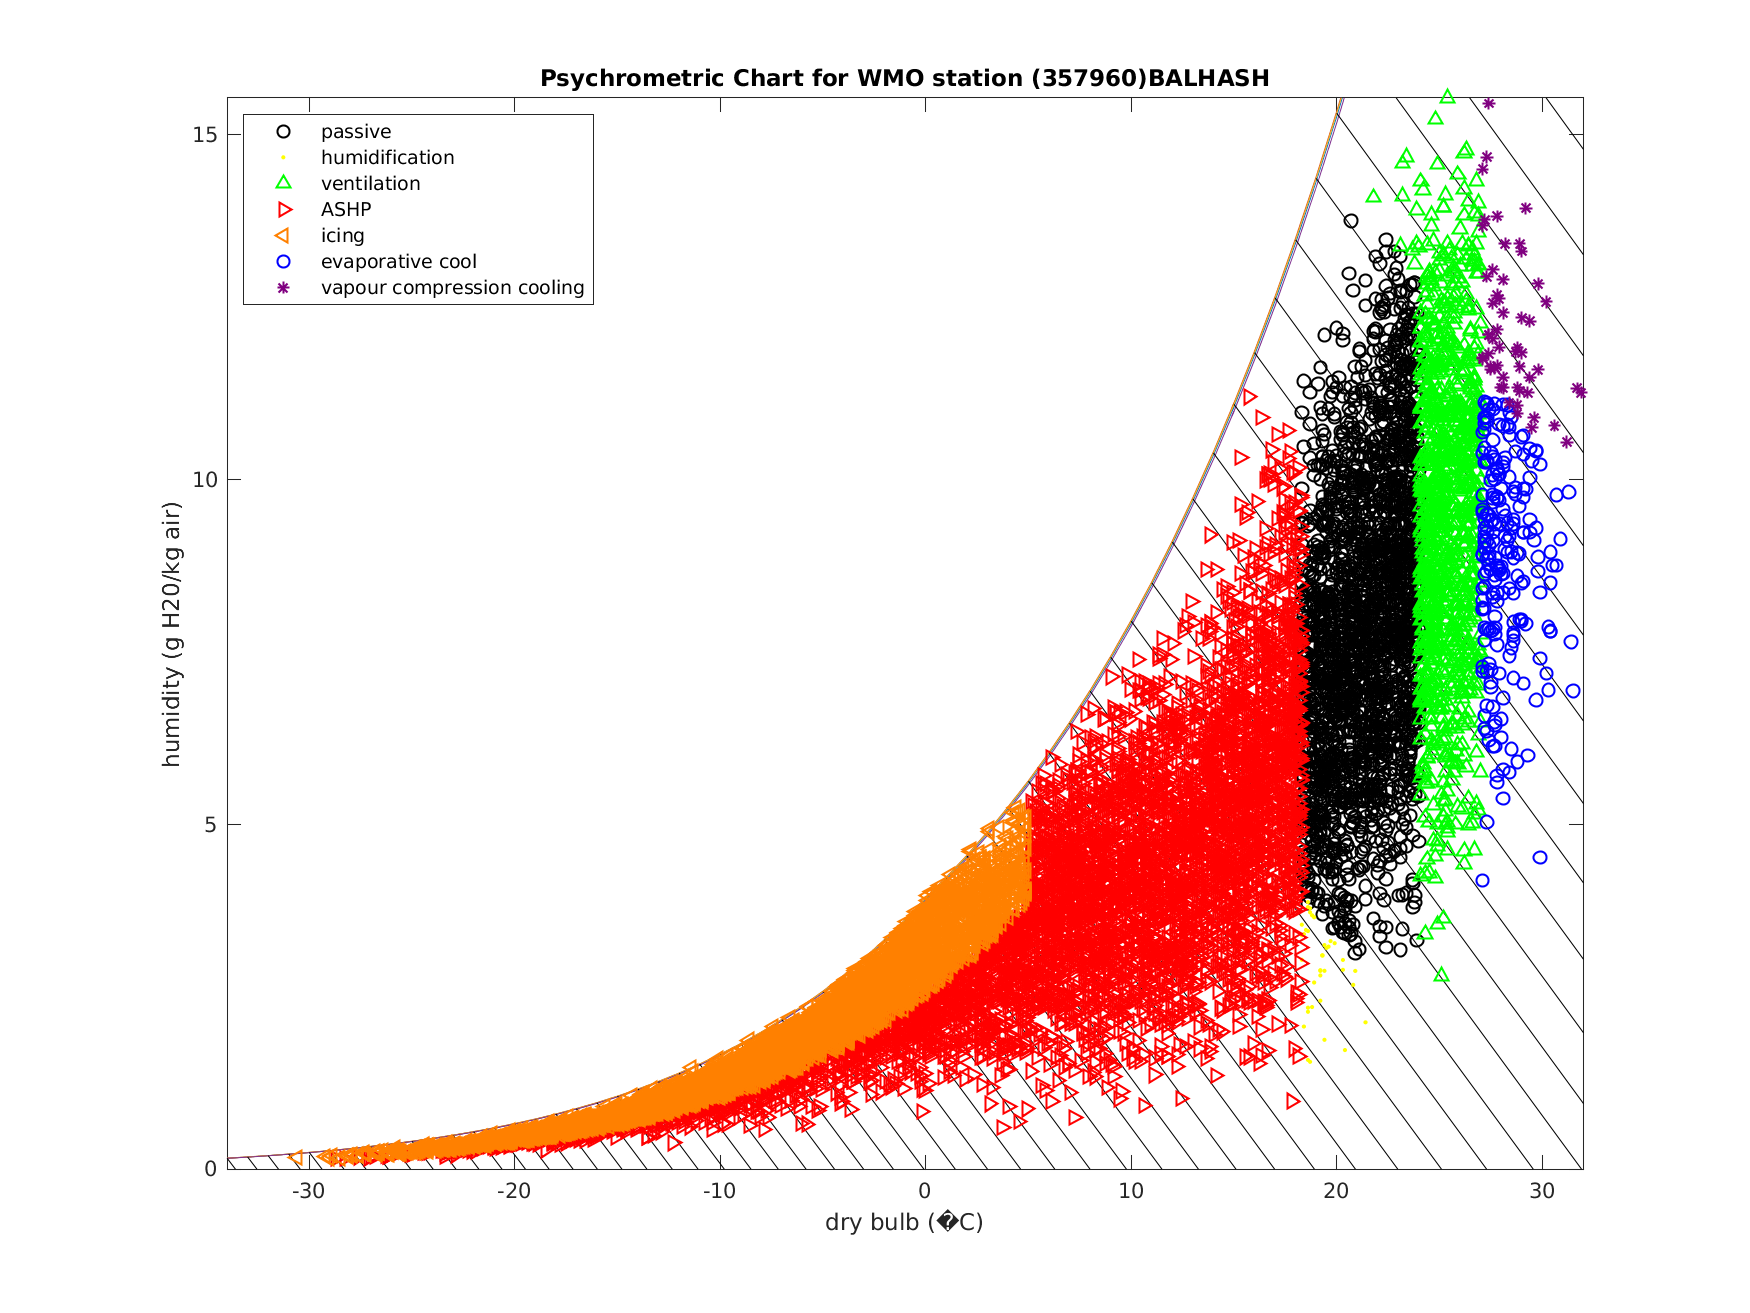 Psychrometric Chart for WMO station (357960)BALHASH
passive
humidification
ventilation
ASHP
icing
evaporative cool
vapour compression cooling
humidity (g H20/kg air)
15
10
5
0
-30 -20 -10 0 10 20 30
dry bulb (�C)